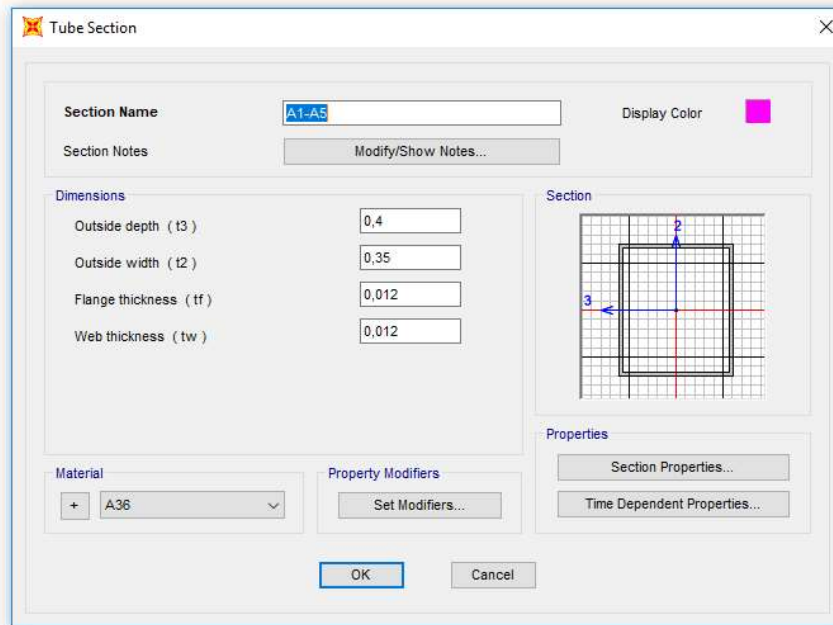 Tube Section
Section Name
A1-A5
Display Color
Section Notes
Modify/Show Notes...
Dimensions
Outside depth ( t3 )
0,4
Outside width ( t2 )
0,35
Flange thickness ( tf )
0,012
Web thickness ( tw )
0,012
Section
2
3
Properties
Section Properties...
Time Dependent Properties...
Material
+
A36
Property Modifiers
Set Modifiers...
OK
Cancel